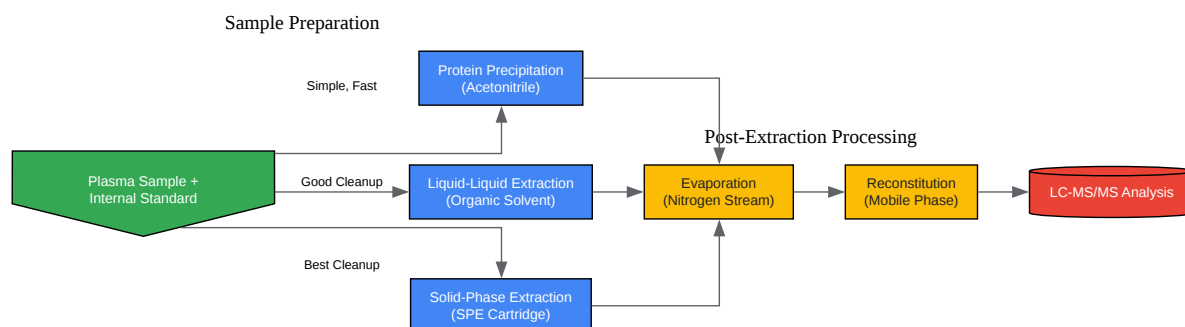 Sample Preparation
Simple, Fast
Protein Precipitation
(Acetonitrile)
Post-Extraction Processing
Plasma Sample +
Internal Standard
Good Cleanup
Liquid-Liquid Extraction
(Organic Solvent)
Evaporation
(Nitrogen Stream)
Reconstitution
(Mobile Phase)
LC-MS/MS Analysis
Best Cleanup
Solid-Phase Extraction
(SPE Cartridge)